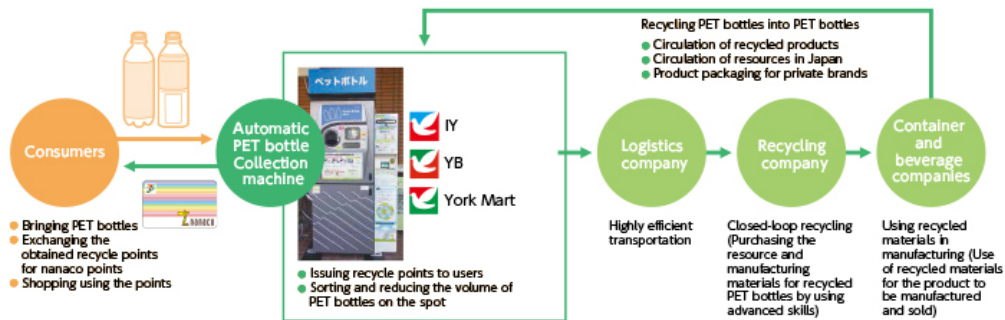 Recycling PET bottles into PET bottles
Circulation of recycled products
Circulation of resources in Japan
Product packaging for private brands
Consumers
Bringing PET bottles
Exchanging the
obtained recycle points
for nanaco points
Shopping using the points
nanaco
Automatic
PET bottle
Collection
machine
ペットボトル
IY
YB
York Mart
Issuing recycle points to users
Sorting and reducing the volume of
PET bottles on the spot
Logistics
company
Highly efficient
transportation
Recycling
company
Closed-loop recycling
(Purchasing the
resource and
manufacturing
materials for recycled
PET bottles by using
advanced skills)
Container
and
beverage
companies
Using recycled
materials in
manufacturing (Use
of recycled materials
for the product to
be manufactured
and sold)